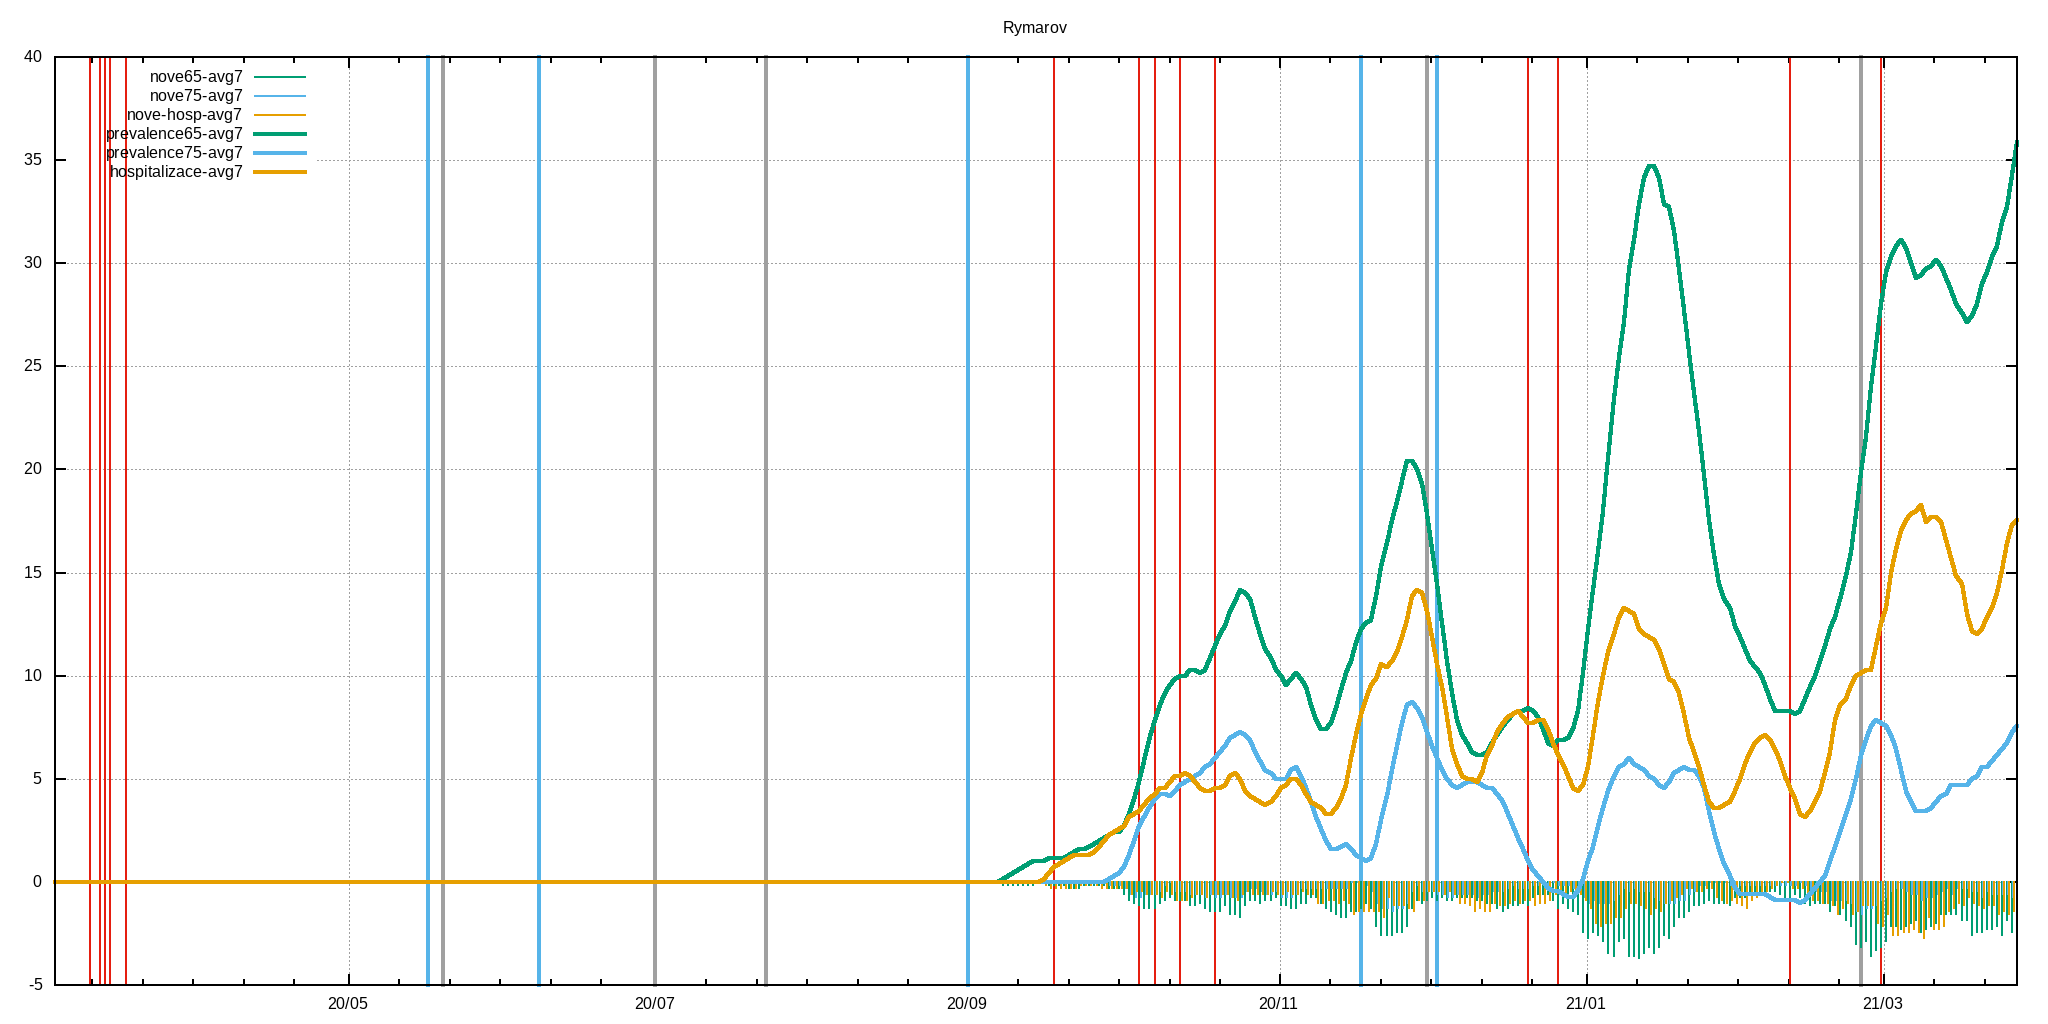 Rymarov
40
nove65-avg7
nove75-avg7
nove-hosp-avg7
prevalence65-avg7
prevalence75-avg7
hospitalizace-avg7
35
30
25
20
15
10
5
0
-5
20/05 20/07 20/09 20/11 21/01 21/03